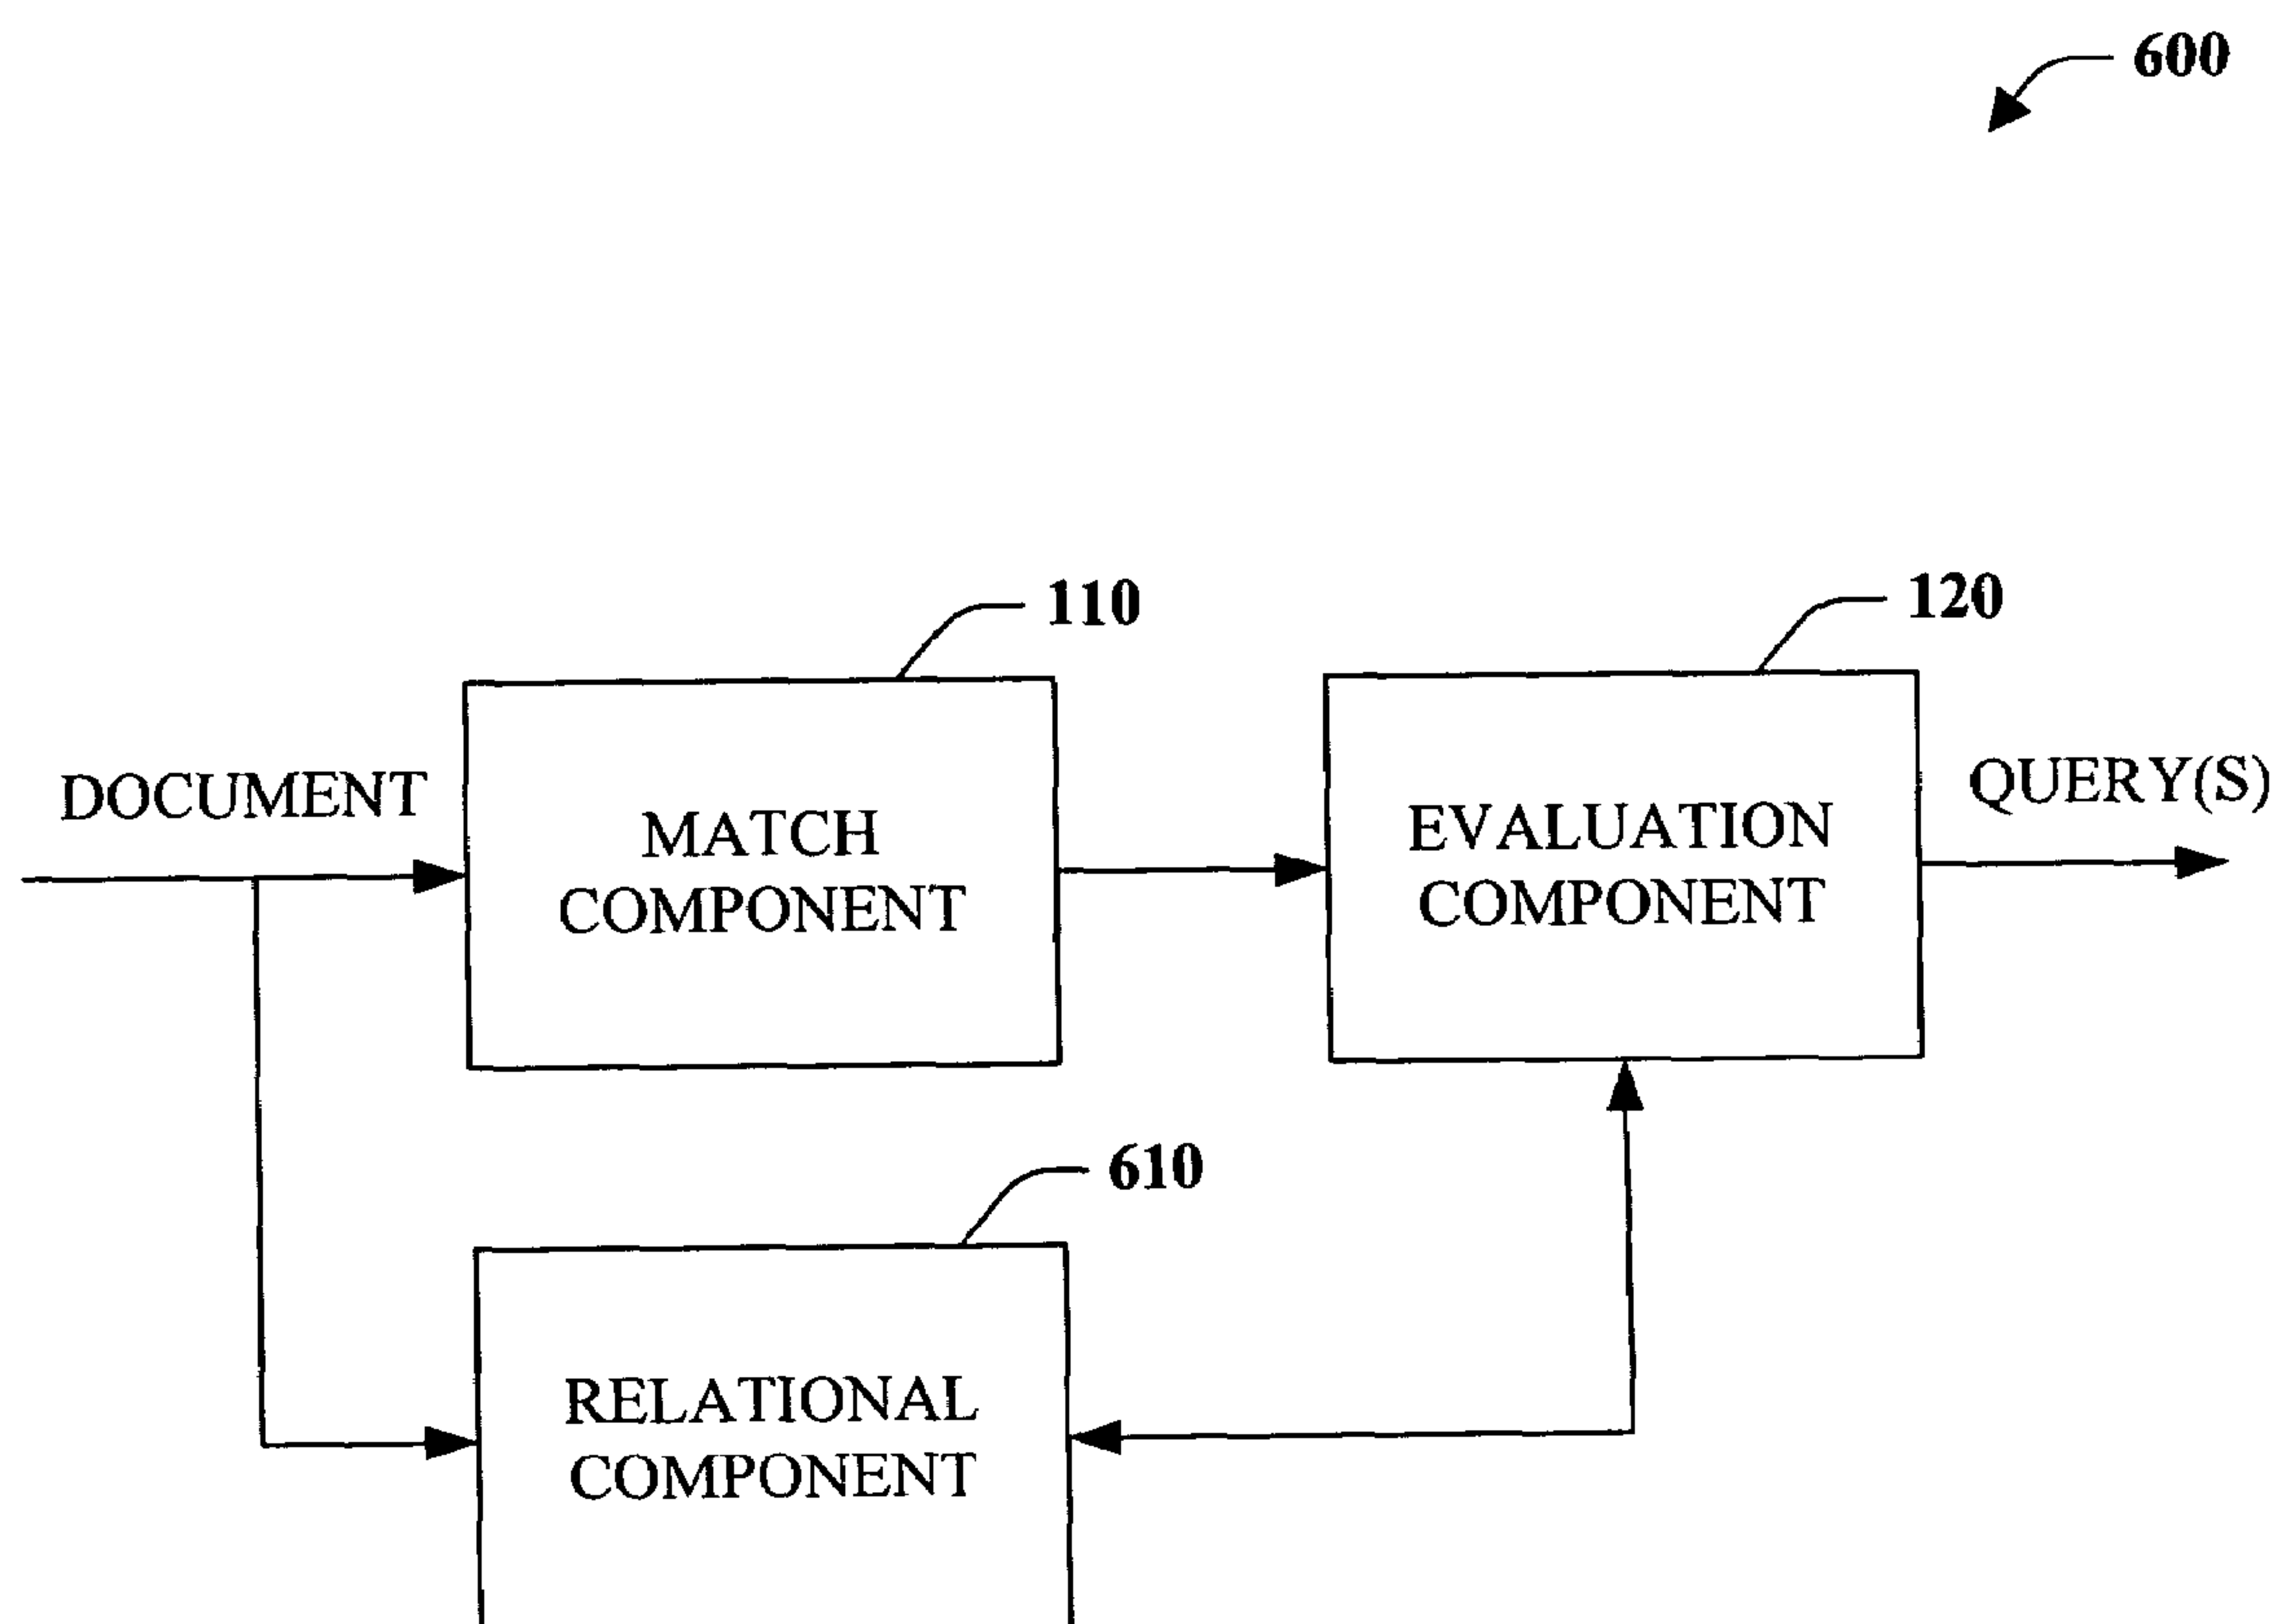 600
110
120
DOCUMENT
MATCH
COMPONENT
EVALUATION
COMPONENT
QUERY(S)
610
RELATIONAL
COMPONENT